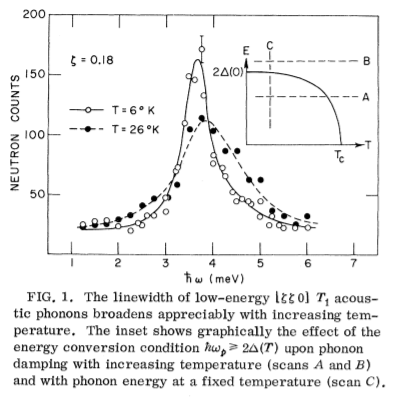 200
150
100
50
NEUTRON COUNTS
ζ = 0.18
T = 6°K
T = 26°K
E
C
B
2Δ(0)
A
T
Tc
1 2 3 4 5 6 7
ħω (meV)
FIG. 1. The linewidth of low-energy [ζζ0] T₁ acous-
tic phonons broadens appreciably with increasing tem-
perature. The inset shows graphically the effect of the
energy conversion condition ħωₚ ≥ 2Δ(T) upon phonon
damping with increasing temperature (scans A and B)
and with phonon energy at a fixed temperature (scan C).